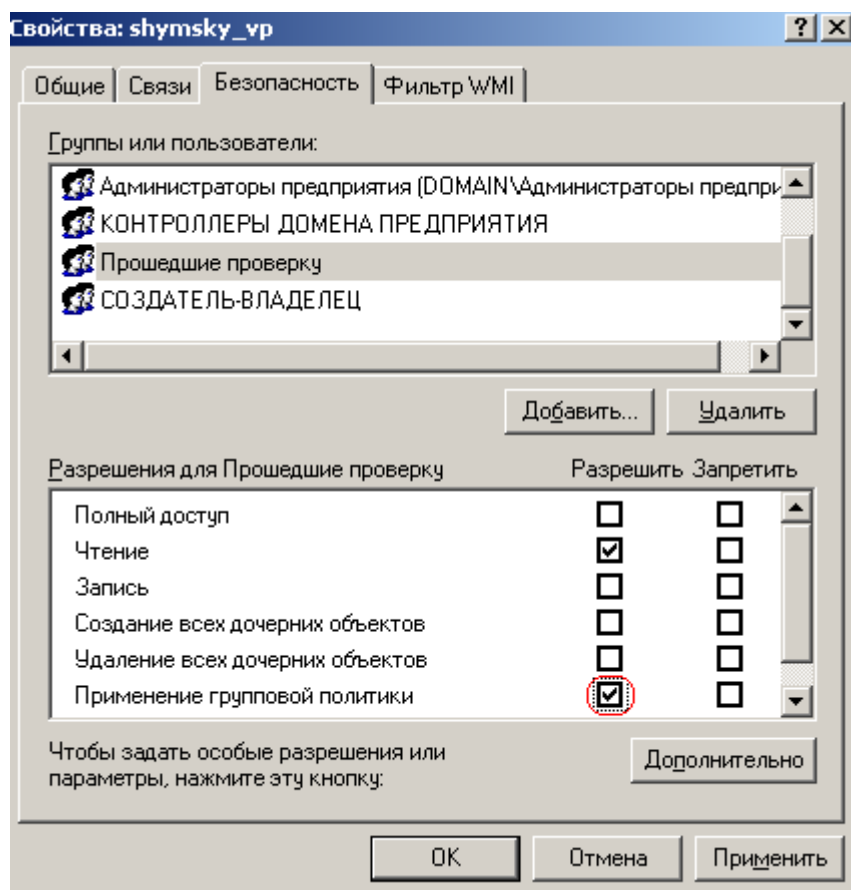 Свойства: shymsky_vp
Общие Связи Безопасность Фильтр WMI
Группы или пользователи:
Администраторы предприятия (DOMAIN\Администраторы предпри
КОНТРОЛЛЕРЫ ДОМЕНА ПРЕДПРИЯТИЯ
Прошедшие проверку
СОЗДАТЕЛЬ-ВЛАДЕЛЕЦ
Добавить... Удалить
Разрешения для Прошедшие проверку Разрешить Запретить
Полный доступ
Чтение
Запись
Создание всех дочерних объектов
Удаление всех дочерних объектов
Применение групповой политики
Чтобы задать особые разрешения или
параметры, нажмите эту кнопку:
Дополнительно
OK Отмена Применить